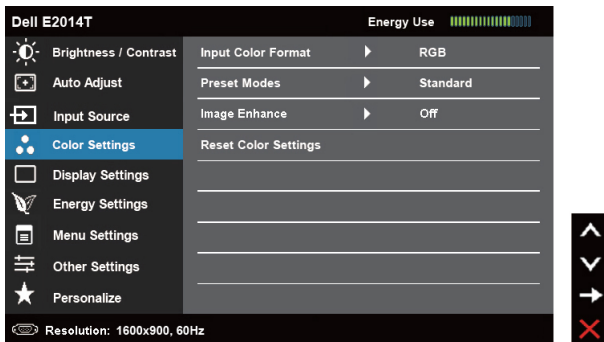 Dell E2014T Energy Use
Brightness / Contrast Input Color Format RGB
Auto Adjust Preset Modes Standard
Input Source Image Enhance Off
Color Settings Reset Color Settings
Display Settings
Energy Settings
Menu Settings
Other Settings
Personalize
Resolution: 1600x900, 60Hz